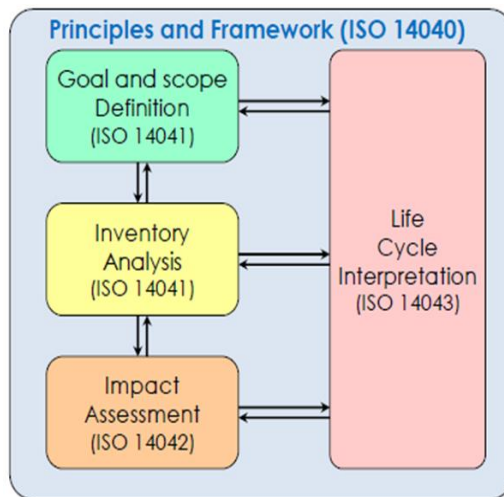 Principles and Framework (ISO 14040)
Goal and scope
Definition
(ISO 14041)
Inventory
Analysis
(ISO 14041)
Impact
Assessment
(ISO 14042)
Life
Cycle
Interpretation
(ISO 14043)